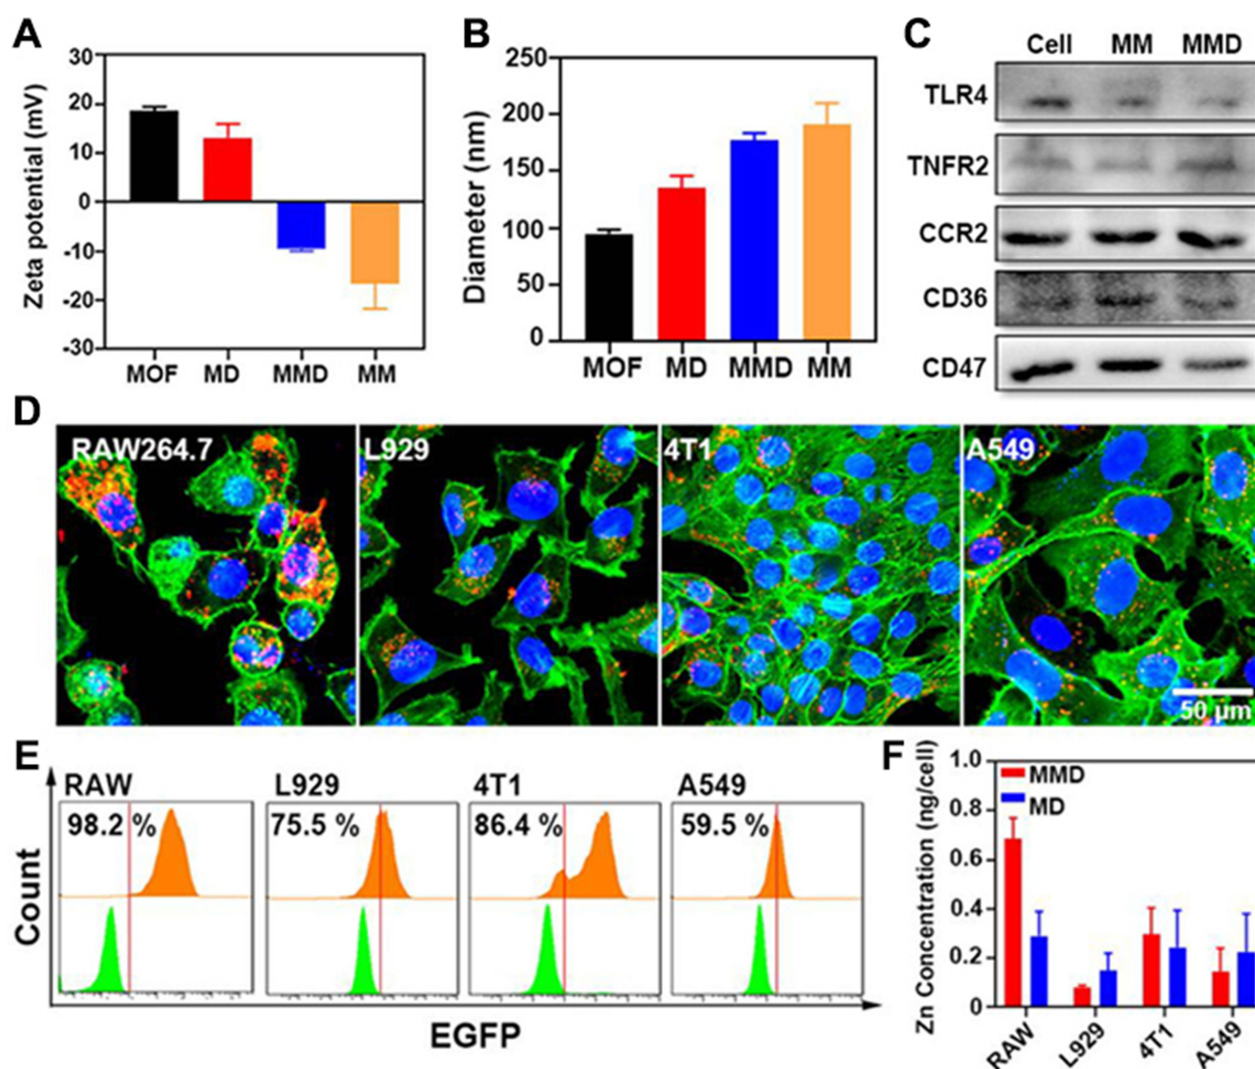 A
Zeta potential (mV)
30
20
10
0
-10
-20
-30
MOF MD MMD MM
B
Diameter (nm)
250
200
150
100
50
0
MOF MD MMD MM
C
Cell MM MMD
TLR4
TNFR2
CCR2
CD36
CD47
D
RAW264.7 L929 4T1 A549
50 µm
E
RAW L929 4T1 A549
98.2 % 75.5 % 86.4 % 59.5 %
Count
EGFP
F
Zn Concentration (ng/cell)
1.0
0.8
0.6
0.4
0.2
0
MMD
MD
RAW L929 4T1 A549